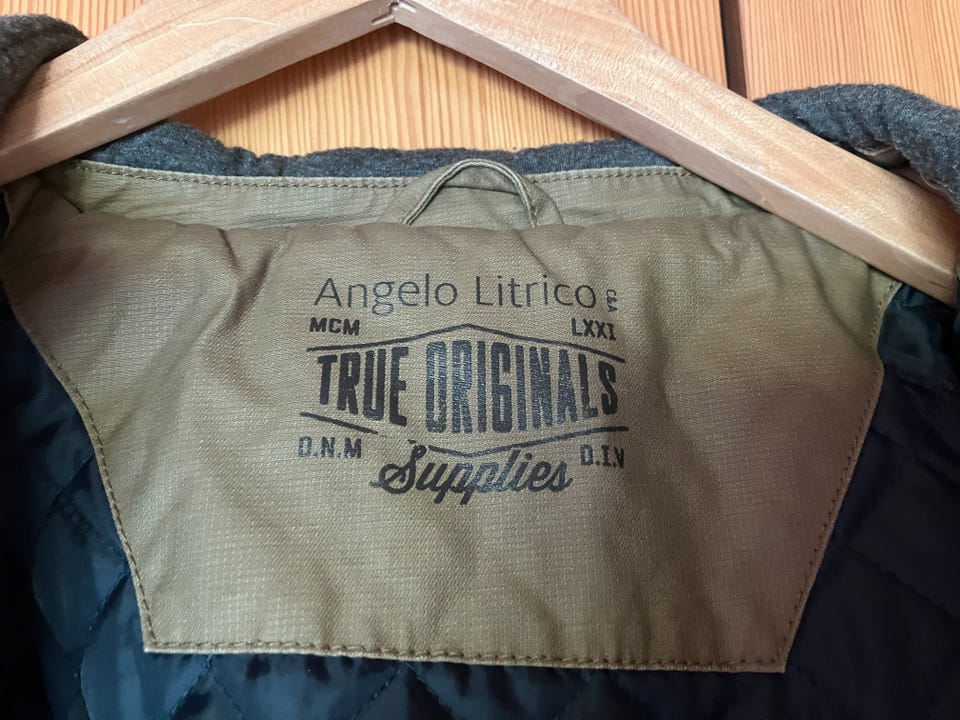 Angelo Litrico C&A
MCM LXXI
TRUE ORIGINALS
D.N.M D.I.V
Supplies